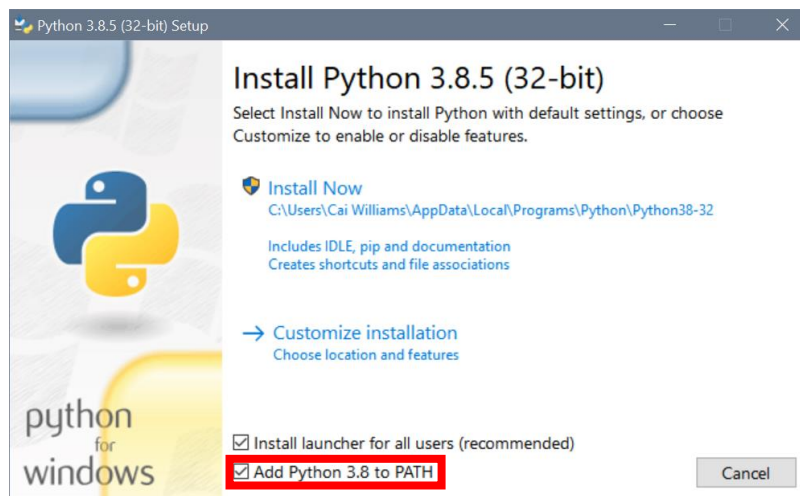 Python 3.8.5 (32-bit) Setup
Install Python 3.8.5 (32-bit)
Select Install Now to install Python with default settings, or choose
Customize to enable or disable features.
Install Now
C:\Users\Cai Williams\AppData\Local\Programs\Python\Python38-32
Includes IDLE, pip and documentation
Creates shortcuts and file associations
Customize installation
Choose location and features
python
for
windows
Install launcher for all users (recommended)
Add Python 3.8 to PATH
Cancel